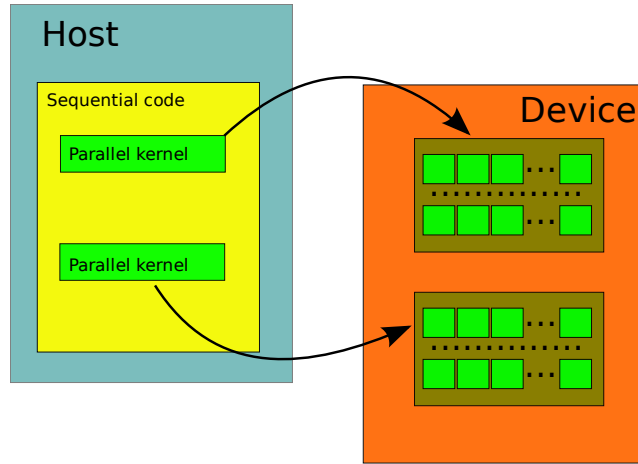 Host
Sequential code
Parallel kernel
Parallel kernel
Device